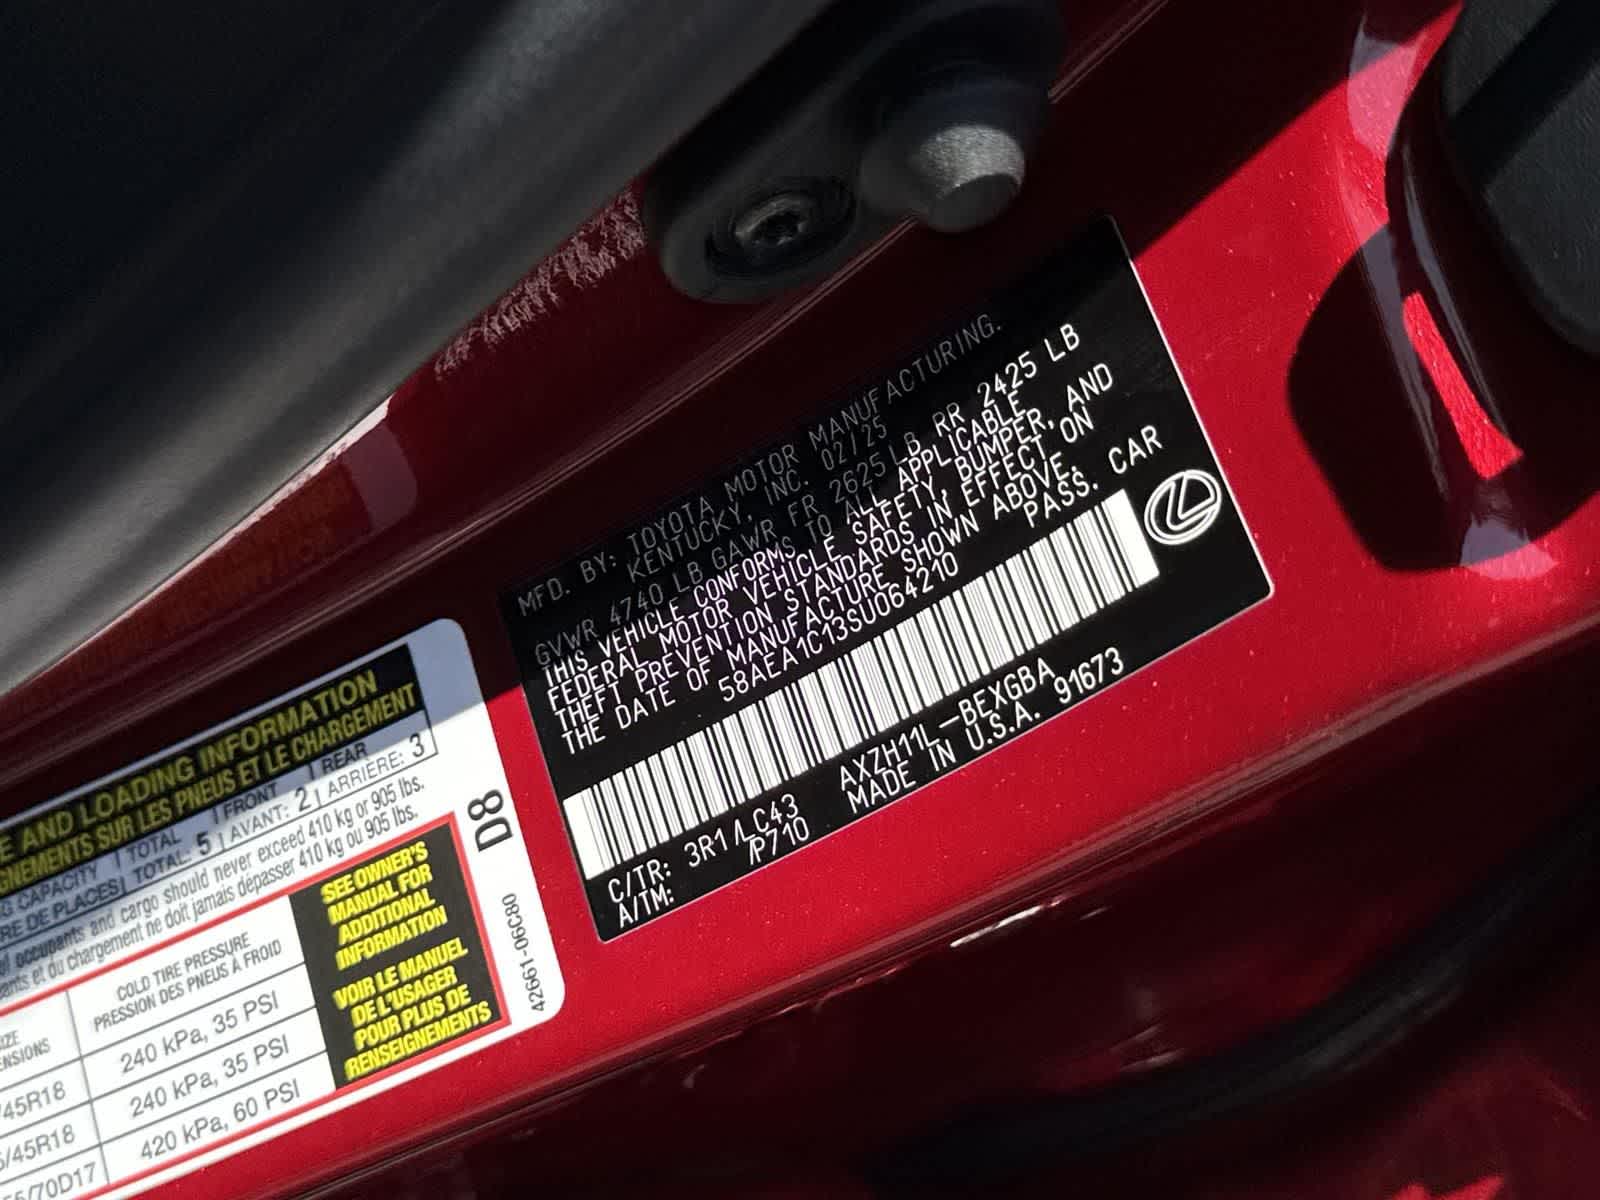 MFD. BY: TOYOTA MOTOR MANUFACTURING.
KENTUCKY, INC. 02/25
GVWR 4740 LB GAWR FR 2625 LB RR 2425 LB
THIS VEHICLE CONFORMS TO ALL APPLICABLE
FEDERAL MOTOR VEHICLE SAFETY, BUMPER, AND
THEFT PREVENTION STANDARDS IN EFFECT ON
THE DATE OF MANUFACTURE SHOWN ABOVE.
58AEA1C13SU064210 PASS. CAR
AXZH11L-BEXGBA
C/TR: 3R1/LC43 MADE IN U.S.A. 91673
A/TM: /P710
AND LOADING INFORMATION
SUR LES PNEUS ET LE CHARGEMENT
CAPACITY TOTAL FRONT REAR
DE PLACES TOTAL: 5 AVANT: 2 ARRIÈRE: 3
occupants and cargo should never exceed 410 kg or 905 lbs.
et du chargement ne doit jamais dépasser 410 kg ou 905 lbs.
COLD TIRE PRESSURE
PRESSION DES PNEUS À FROID
240 kPa, 35 PSI
/45R18 240 kPa, 35 PSI
/45R18 420 kPa, 60 PSI
/70D17
SEE OWNER'S
MANUAL FOR
ADDITIONAL
INFORMATION
VOIR LE MANUEL
DE L'USAGER
POUR PLUS DE
RENSEIGNEMENTS
D8
42661-06C80